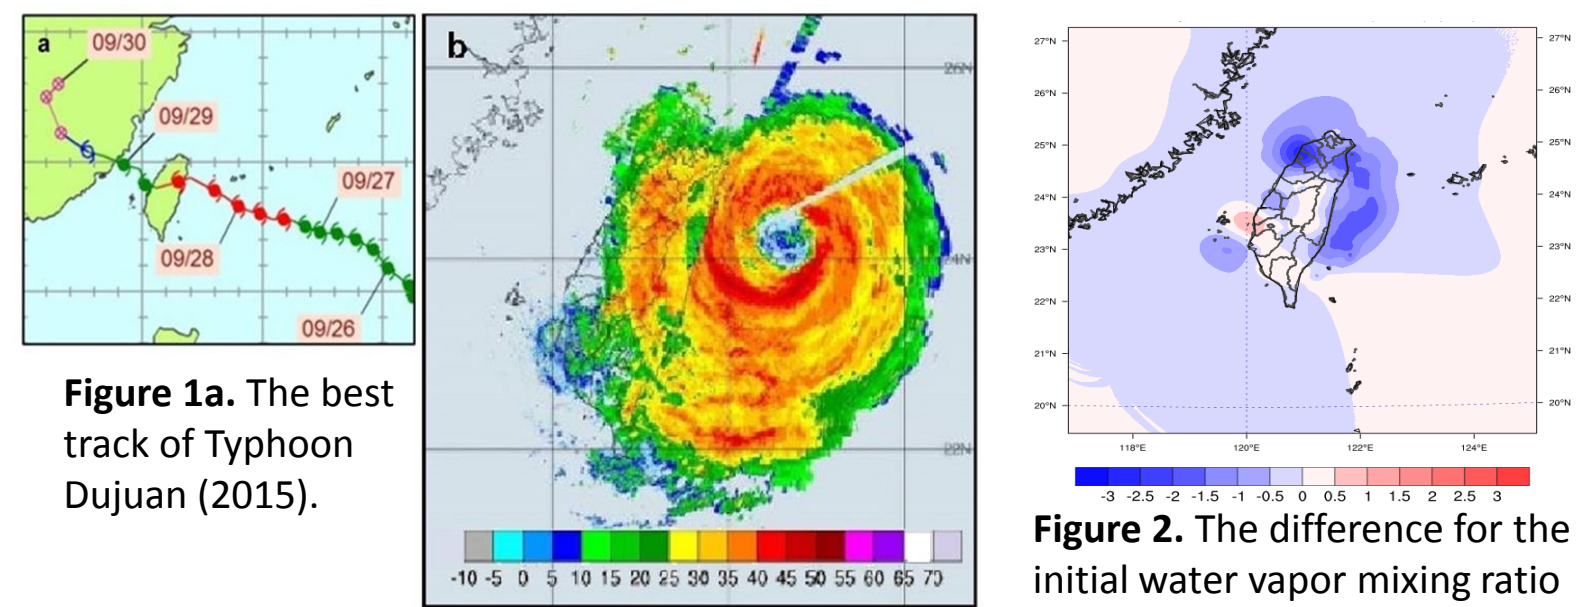 a
09/30
09/29
09/27
09/28
09/26
Figure 1a. The best
track of Typhoon
Dujuan (2015).
b
26N
24N
22N
-10 -5 0 5 10 15 20 25 30 35 40 45 50 55 60 65 70
27°N 27°N
26°N 26°N
25°N 25°N
24°N 24°N
23°N 23°N
22°N 22°N
21°N 21°N
20°N 20°N
118°E 120°E 122°E 124°E
-3 -2.5 -2 -1.5 -1 -0.5 0 0.5 1 1.5 2 2.5 3
Figure 2. The difference for the
initial water vapor mixing ratio